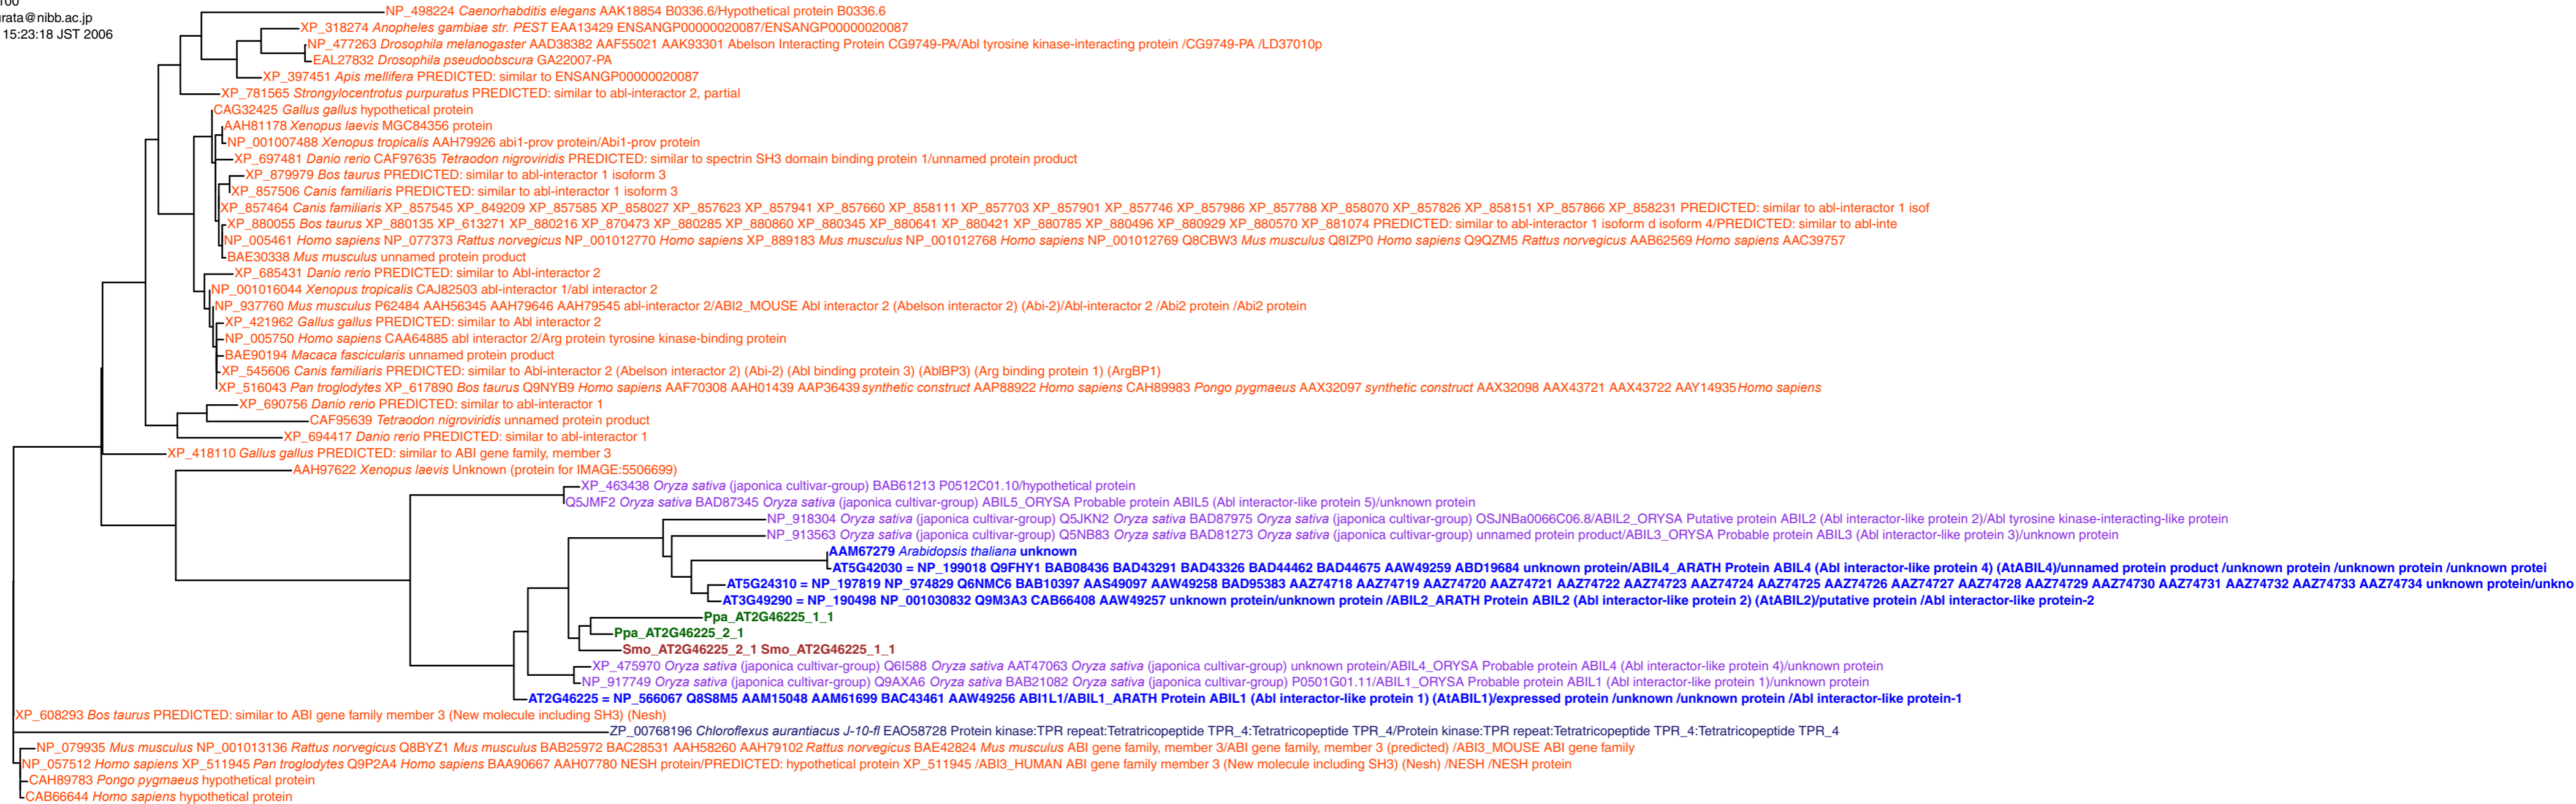 100
rata@nibb.ac.jp
15:23:18 JST 2006
NP_498224 Caenorhabditis elegans AAK18854 B0336.6/Hypothetical protein B0336.6
XP_318274 Anopheles gambiae str. PEST EAA13429 ENSANGP00000020087/ENSANGP00000020087
NP_477263 Drosophila melanogaster AAD38382 AAF55021 AAK93301 Abelson Interacting Protein CG9749-PA/Abl tyrosine kinase-interacting protein /CG9749-PA /LD37010p
EAL27832 Drosophila pseudoobscura GA22007-PA
XP_397451 Apis mellifera PREDICTED: similar to ENSANGP00000020087
XP_781565 Strongylocentrotus purpuratus PREDICTED: similar to abl-interactor 2, partial
CAG32425 Gallus gallus hypothetical protein
AAH81178 Xenopus laevis MGC84356 protein
NP_001007488 Xenopus tropicalis AAH79926 abi1-prov protein/Abi1-prov protein
XP_697481 Danio rerio CAF97635 Tetraodon nigroviridis PREDICTED: similar to spectrin SH3 domain binding protein 1/unnamed protein product
XP_879979 Bos taurus PREDICTED: similar to abl-interactor 1 isoform 3
XP_857506 Canis familiaris PREDICTED: similar to abl-interactor 1 isoform 3
XP_857464 Canis familiaris XP_857545 XP_849209 XP_857585 XP_858027 XP_857623 XP_857941 XP_857660 XP_858111 XP_857703 XP_857901 XP_857746 XP_857986 XP_857788 XP_858070 XP_857826 XP_858151 XP_857866 XP_858231 PREDICTED: similar to abl-interactor 1 isof
XP_880055 Bos taurus XP_880135 XP_613271 XP_880216 XP_870473 XP_880285 XP_880860 XP_880345 XP_880641 XP_880421 XP_880785 XP_880496 XP_880929 XP_880570 XP_881074 PREDICTED: similar to abl-interactor 1 isoform d isoform 4/PREDICTED: similar to abl-inte
NP_005461 Homo sapiens NP_077373 Rattus norvegicus NP_001012770 Homo sapiens XP_889183 Mus musculus NP_001012768 Homo sapiens NP_001012769 Q8CBW3 Mus musculus Q8IZP0 Homo sapiens Q9QZM5 Rattus norvegicus AAB62569 Homo sapiens AAC39757
BAE30338 Mus musculus unnamed protein product
XP_685431 Danio rerio PREDICTED: similar to Abl-interactor 2
NP_001016044 Xenopus tropicalis CAJ82503 abl-interactor 1/abl interactor 2
NP_937760 Mus musculus P62484 AAH56345 AAH79646 AAH79545 abl-interactor 2/ABI2_MOUSE Abl interactor 2 (Abelson interactor 2) (Abi-2)/Abl-interactor 2 /Abi2 protein /Abi2 protein
XP_421962 Gallus gallus PREDICTED: similar to Abl interactor 2
NP_005750 Homo sapiens CAA64885 abl interactor 2/Arg protein tyrosine kinase-binding protein
BAE90194 Macaca fascicularis unnamed protein product
XP_545606 Canis familiaris PREDICTED: similar to Abl-interactor 2 (Abelson interactor 2) (Abi-2) (Abl binding protein 3) (AblBP3) (Arg binding protein 1) (ArgBP1)
XP_516043 Pan troglodytes XP_617890 Bos taurus Q9NYB9 Homo sapiens AAF70308 AAH01439 AAP36439 synthetic construct AAP88922 Homo sapiens CAH89983 Pongo pygmaeus AAX32097 synthetic construct AAX32098 AAX43721 AAX43722 AAY14935 Homo sapiens
XP_690756 Danio rerio PREDICTED: similar to abl-interactor 1
CAF95639 Tetraodon nigroviridis unnamed protein product
XP_694417 Danio rerio PREDICTED: similar to abl-interactor 1
XP_418110 Gallus gallus PREDICTED: similar to ABI gene family, member 3
AAH97622 Xenopus laevis Unknown (protein for IMAGE:5506699)
XP_463438 Oryza sativa (japonica cultivar-group) BAB61213 P0512C01.10/hypothetical protein
Q5JMF2 Oryza sativa BAD87345 Oryza sativa (japonica cultivar-group) ABIL5_ORYSA Probable protein ABIL5 (Abl interactor-like protein 5)/unknown protein
NP_918304 Oryza sativa (japonica cultivar-group) Q5JKN2 Oryza sativa BAD87975 Oryza sativa (japonica cultivar-group) OSJNBa0066C06.8/ABIL2_ORYSA Putative protein ABIL2 (Abl interactor-like protein 2)/Abl tyrosine kinase-interacting-like protein
NP_913563 Oryza sativa (japonica cultivar-group) Q5NB83 Oryza sativa BAD81273 Oryza sativa (japonica cultivar-group) unnamed protein product/ABIL3_ORYSA Probable protein ABIL3 (Abl interactor-like protein 3)/unknown protein
AAM67279 Arabidopsis thaliana unknown
AT5G42030 = NP_199018 Q9FHY1 BAB08436 BAD43291 BAD43326 BAD44462 BAD44675 AAW49259 ABD19684 unknown protein/ABIL4_ARATH Protein ABIL4 (Abl interactor-like protein 4) (AtABIL4)/unnamed protein product /unknown protein /unknown protein /unknown protei
AT5G24310 = NP_197819 NP_974829 Q6NMC6 BAB10397 AAS49097 AAW49258 BAD95383 AAZ74718 AAZ74719 AAZ74720 AAZ74721 AAZ74722 AAZ74723 AAZ74724 AAZ74725 AAZ74726 AAZ74727 AAZ74728 AAZ74729 AAZ74730 AAZ74731 AAZ74732 AAZ74733 AAZ74734 unknown protein/unkno
AT3G49290 = NP_190498 NP_001030832 Q9M3A3 CAB66408 AAW49257 unknown protein/unknown protein /ABIL2_ARATH Protein ABIL2 (Abl interactor-like protein 2) (AtABIL2)/putative protein /Abl interactor-like protein-2
Ppa_AT2G46225_1_1
Ppa_AT2G46225_2_1
Smo_AT2G46225_2_1 Smo_AT2G46225_1_1
XP_475970 Oryza sativa (japonica cultivar-group) Q6I588 Oryza sativa AAT47063 Oryza sativa (japonica cultivar-group) unknown protein/ABIL4_ORYSA Probable protein ABIL4 (Abl interactor-like protein 4)/unknown protein
NP_917749 Oryza sativa (japonica cultivar-group) Q9AXA6 Oryza sativa BAB21082 Oryza sativa (japonica cultivar-group) P0501G01.11/ABIL1_ORYSA Probable protein ABIL1 (Abl interactor-like protein 1)/unknown protein
AT2G46225 = NP_566067 Q8S8M5 AAM15048 AAM61699 BAC43461 AAW49256 ABI1L1/ABIL1_ARATH Protein ABIL1 (Abl interactor-like protein 1) (AtABIL1)/expressed protein /unknown /unknown protein /Abl interactor-like protein-1
XP_608293 Bos taurus PREDICTED: similar to ABI gene family member 3 (New molecule including SH3) (Nesh)
ZP_00768196 Chloroflexus aurantiacus J-10-fl EAO58728 Protein kinase:TPR repeat:Tetratricopeptide TPR_4:Tetratricopeptide TPR_4/Protein kinase:TPR repeat:Tetratricopeptide TPR_4:Tetratricopeptide TPR_4
NP_079935 Mus musculus NP_001013136 Rattus norvegicus Q8BYZ1 Mus musculus BAB25972 BAC28531 AAH58260 AAH79102 Rattus norvegicus BAE42824 Mus musculus ABI gene family, member 3/ABI gene family, member 3 (predicted) /ABI3_MOUSE ABI gene family
NP_057512 Homo sapiens XP_511945 Pan troglodytes Q9P2A4 Homo sapiens BAA90667 AAH07780 NESH protein/PREDICTED: hypothetical protein XP_511945 /ABI3_HUMAN ABI gene family member 3 (New molecule including SH3) (Nesh) /NESH /NESH protein
CAH89783 Pongo pygmaeus hypothetical protein
CAB66644 Homo sapiens hypothetical protein